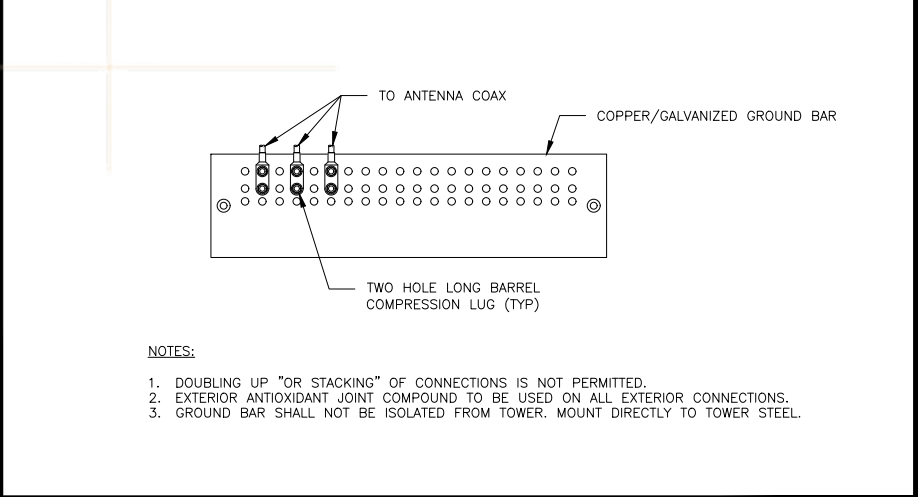 TO ANTENNA COAX
COPPER/GALVANIZED GROUND BAR
TWO HOLE LONG BARREL
COMPRESSION LUG (TYP)
NOTES:
1. DOUBLING UP "OR STACKING" OF CONNECTIONS IS NOT PERMITTED.
2. EXTERIOR ANTIOXIDANT JOINT COMPOUND TO BE USED ON ALL EXTERIOR CONNECTIONS.
3. GROUND BAR SHALL NOT BE ISOLATED FROM TOWER. MOUNT DIRECTLY TO TOWER STEEL.